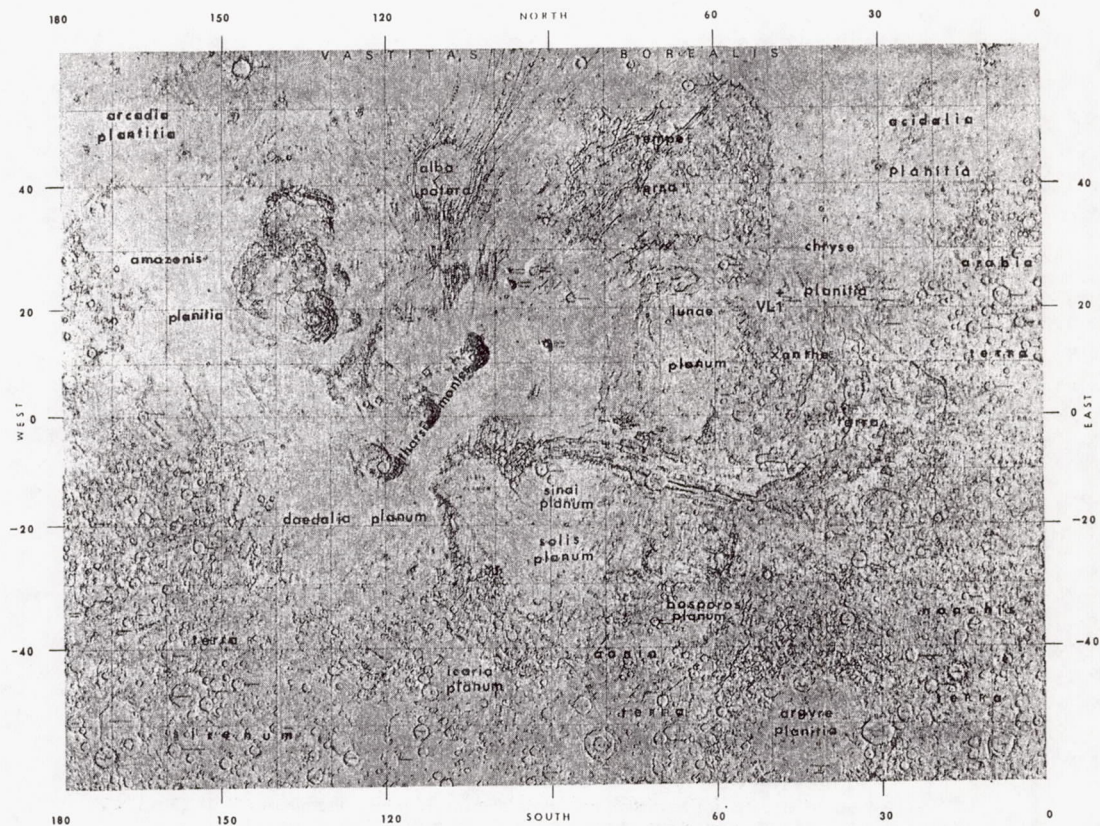 180 150 120 NORTH 60 30 0
VASTITAS BOREALIS
arcadia
plantitia
acidalia
planitia
alba
patera
tempe
terra
40 40
amazonis
planitia
chryse
planitia
arabia
terra
VL1
20 20
lunae
planum
xanthe
terra
tharsis montes
WEST 0 0 EAST
sinai
planum
daedalia planum
-20 -20
solis
planum
bosporos
planum
noachis
terra
terra
sirenum
-40 -40
aonia
terra
icaria
planum
argyre
planitia
180 150 120 SOUTH 60 30 0